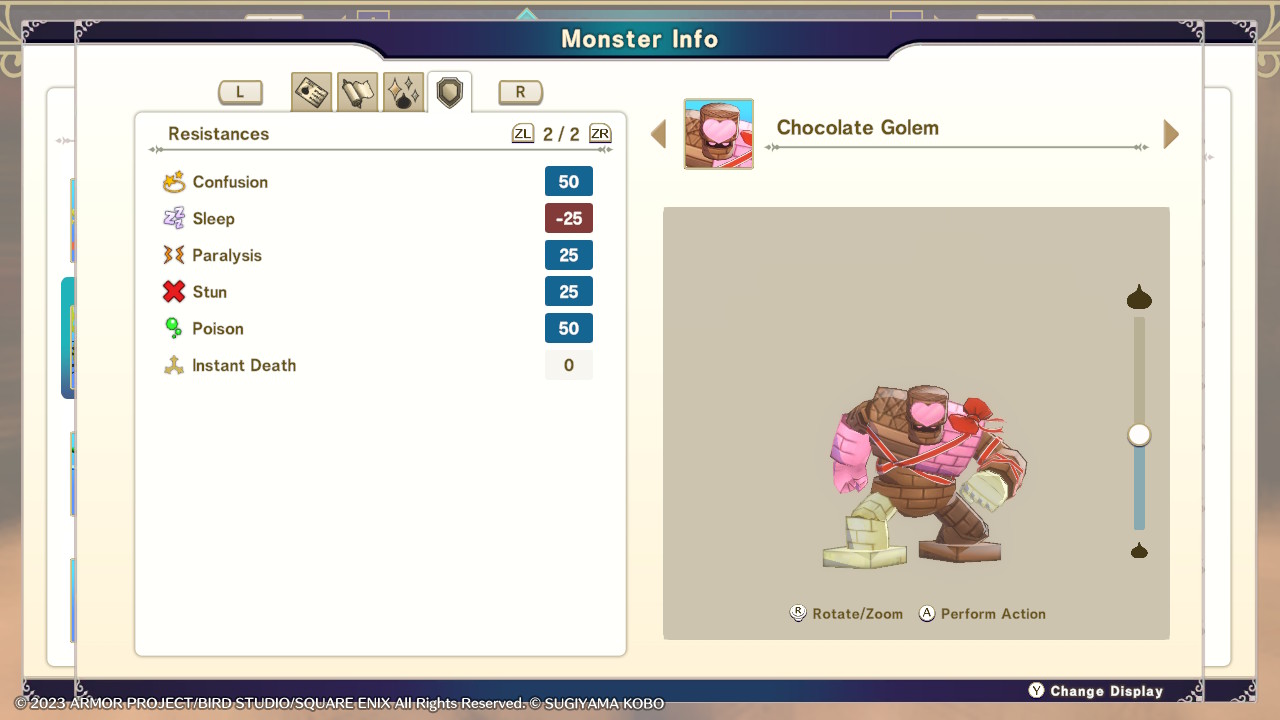 Monster Info
L
R
Resistances
ZL 2 / 2 ZR
Chocolate Golem
Confusion 50
Sleep -25
Paralysis 25
Stun 25
Poison 50
Instant Death 0
R Rotate/Zoom A Perform Action
Y Change Display
© 2023 ARMOR PROJECT/BIRD STUDIO/SQUARE ENIX All Rights Reserved. © SUGIYAMA KOBO